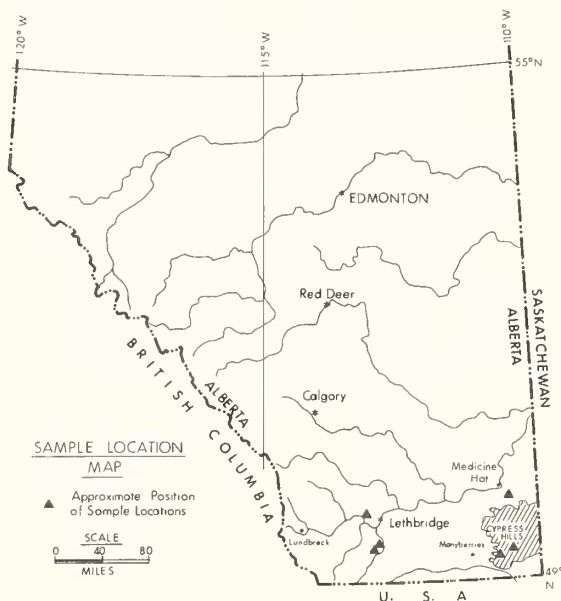 120° W
115° W
110° W
55°N
EDMONTON
Red Deer
SASKATCHEWAN
ALBERTA
BRITISH COLUMBIA
ALBERTA
Calgary
SAMPLE LOCATION
MAP
Approximate Position
of Sample Locations
SCALE
0 40 80
MILES
Medicine
Hat
Lethbridge
CYPRESS
HILLS
Lundbreck
Manyberries
49°
N
U. S. A